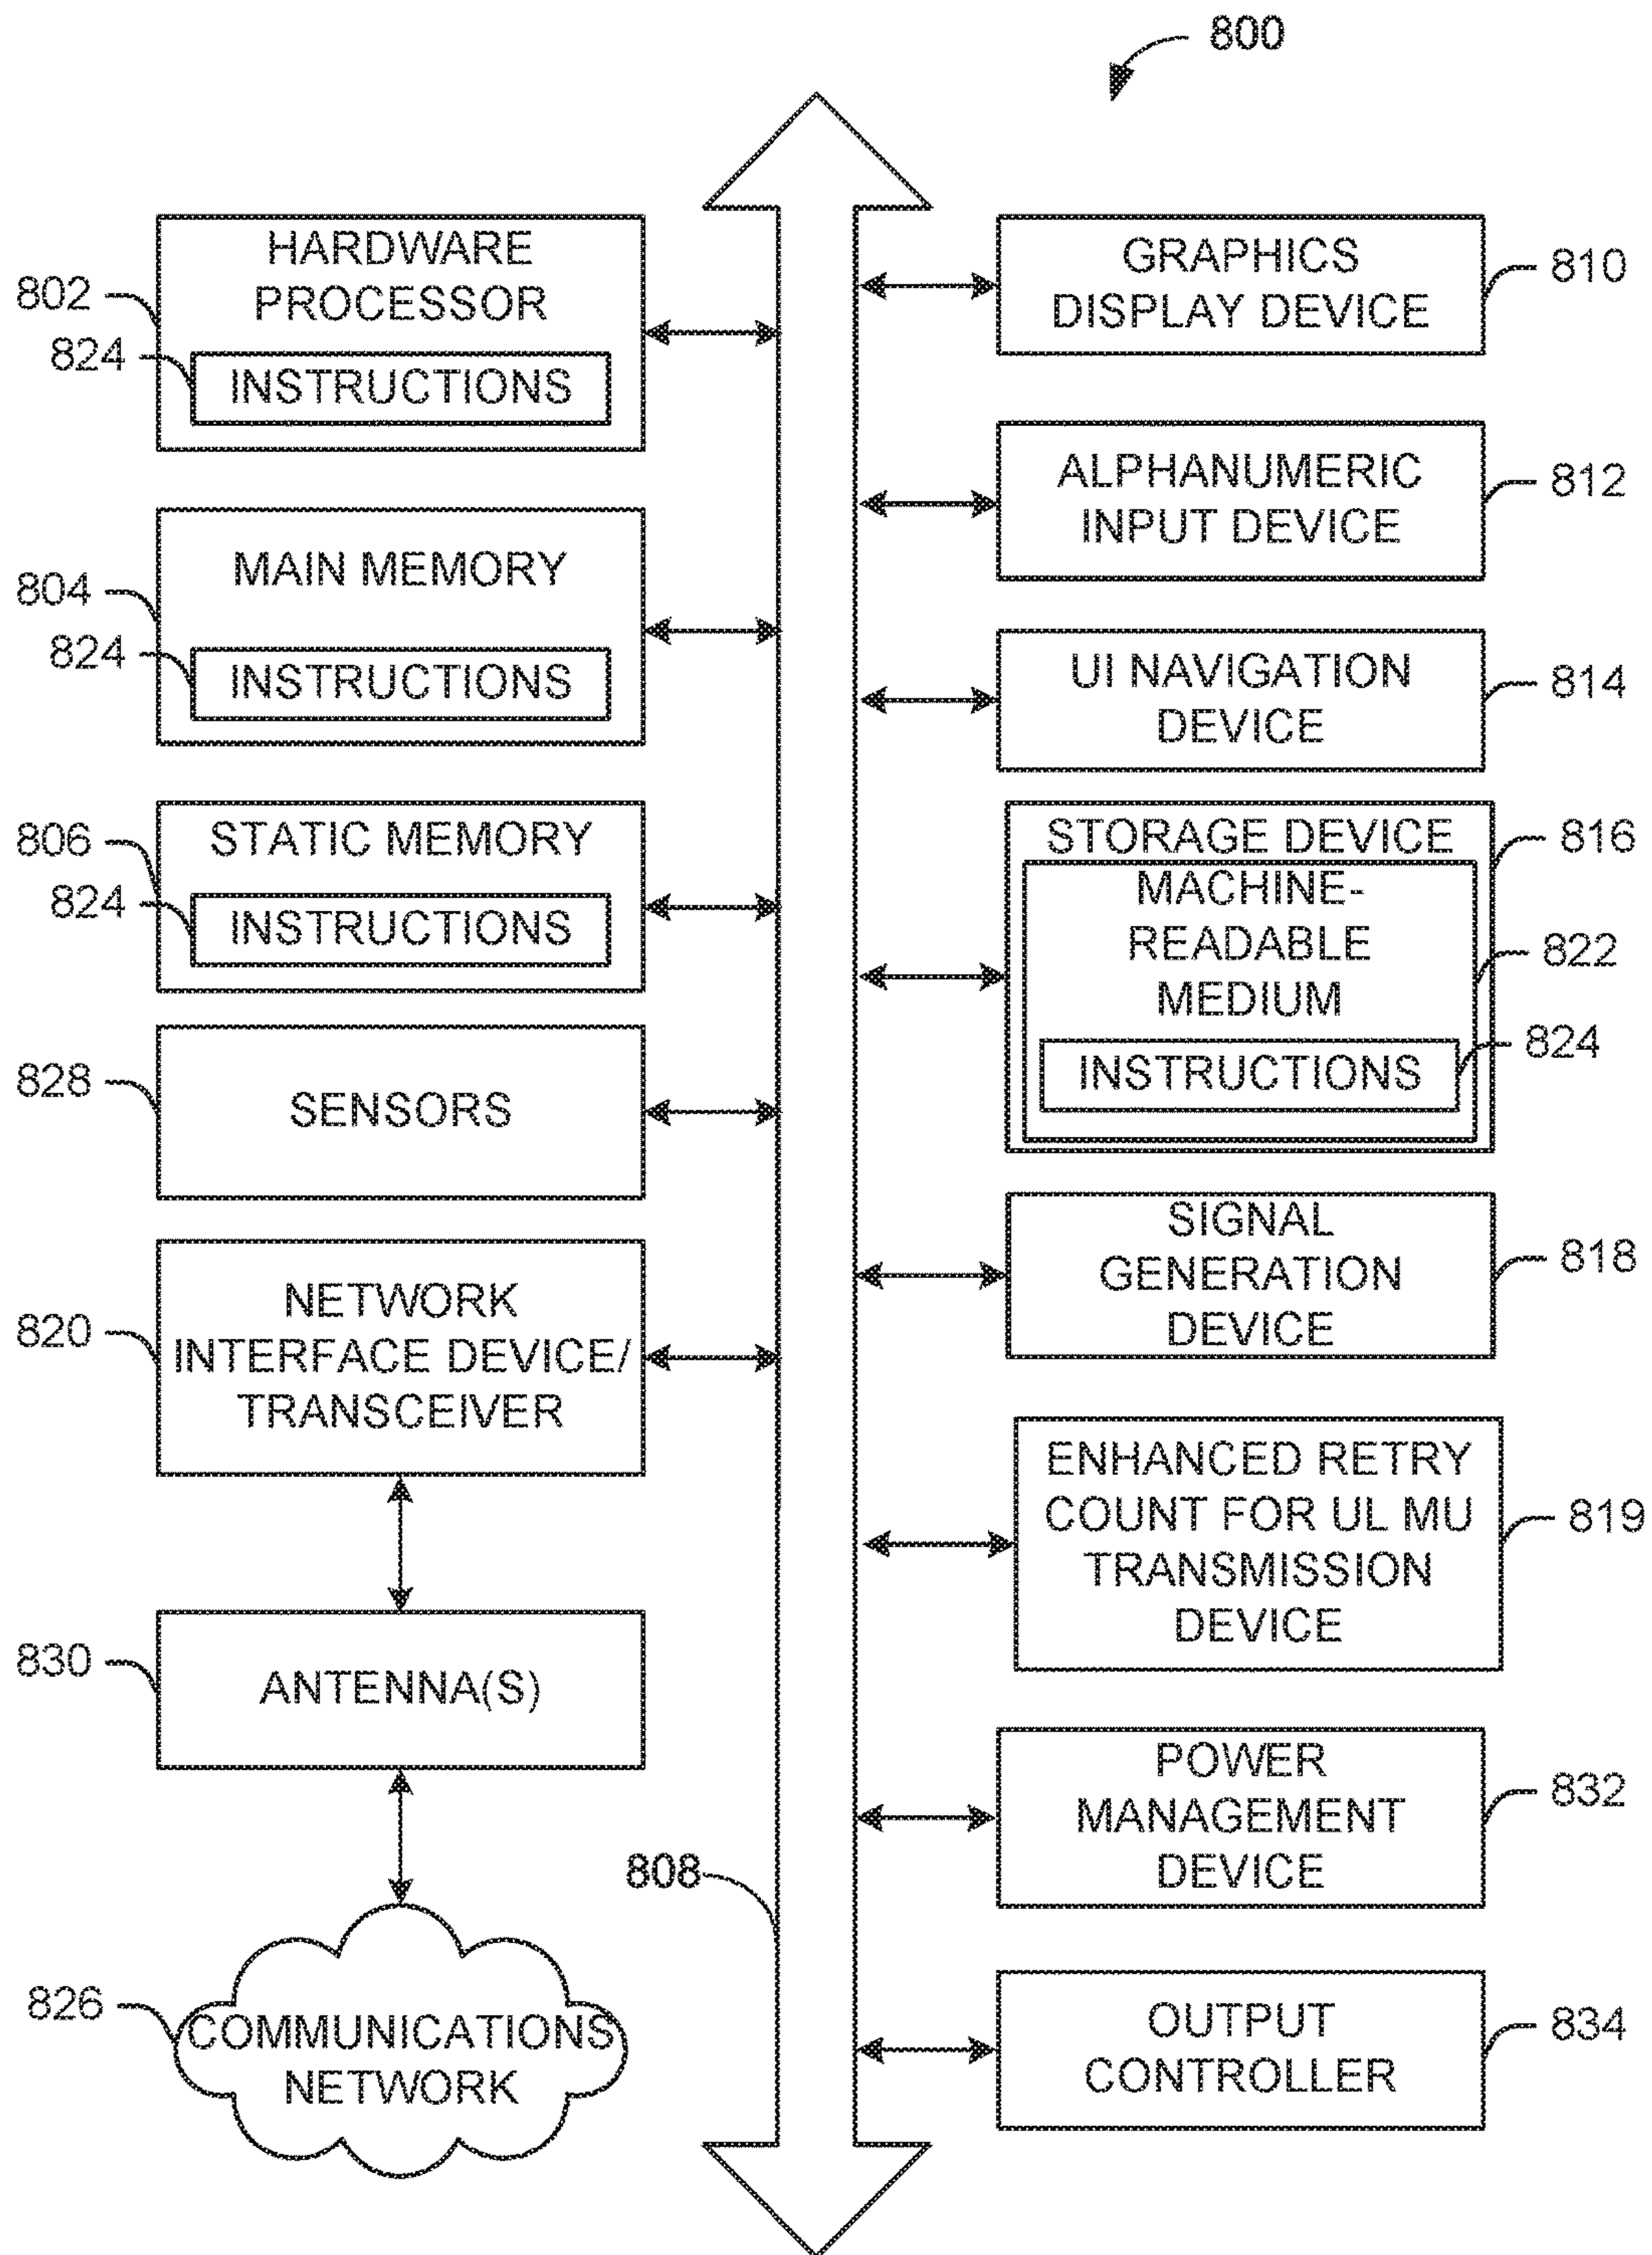 800
HARDWARE
PROCESSOR
802
824
INSTRUCTIONS
MAIN MEMORY
804
824
INSTRUCTIONS
STATIC MEMORY
806
824
INSTRUCTIONS
828
SENSORS
NETWORK
INTERFACE DEVICE/
TRANSCEIVER
820
830
ANTENNA(S)
826
COMMUNICATIONS
NETWORK
808
GRAPHICS
DISPLAY DEVICE
810
ALPHANUMERIC
INPUT DEVICE
812
UI NAVIGATION
DEVICE
814
STORAGE DEVICE
816
MACHINE-
READABLE
MEDIUM
822
INSTRUCTIONS
824
SIGNAL
GENERATION
DEVICE
818
ENHANCED RETRY
COUNT FOR UL MU
TRANSMISSION
DEVICE
819
POWER
MANAGEMENT
DEVICE
832
OUTPUT
CONTROLLER
834